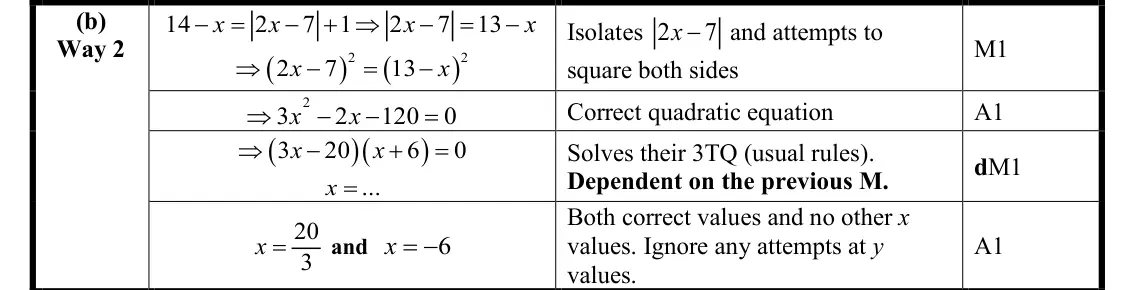 (b)
Way 2
14 − x = |2x − 7| + 1 ⇒ |2x − 7| = 13 − x
⇒ (2x − 7)² = (13 − x)²
Isolates |2x − 7| and attempts to
square both sides
M1
⇒ 3x² − 2x − 120 = 0
Correct quadratic equation
A1
⇒ (3x − 20)(x + 6) = 0
x = ...
Solves their 3TQ (usual rules).
Dependent on the previous M.
dM1
x = 20/3 and x = −6
Both correct values and no other x
values. Ignore any attempts at y
values.
A1